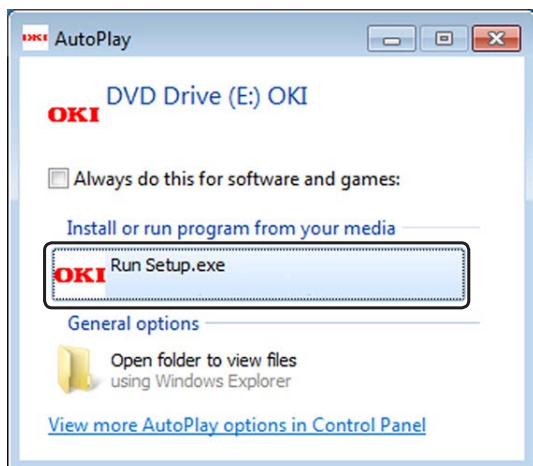 OKI AutoPlay
OKI DVD Drive (E:) OKI
Always do this for software and games:
Install or run program from your media
OKI Run Setup.exe
General options
Open folder to view files
using Windows Explorer
View more AutoPlay options in Control Panel